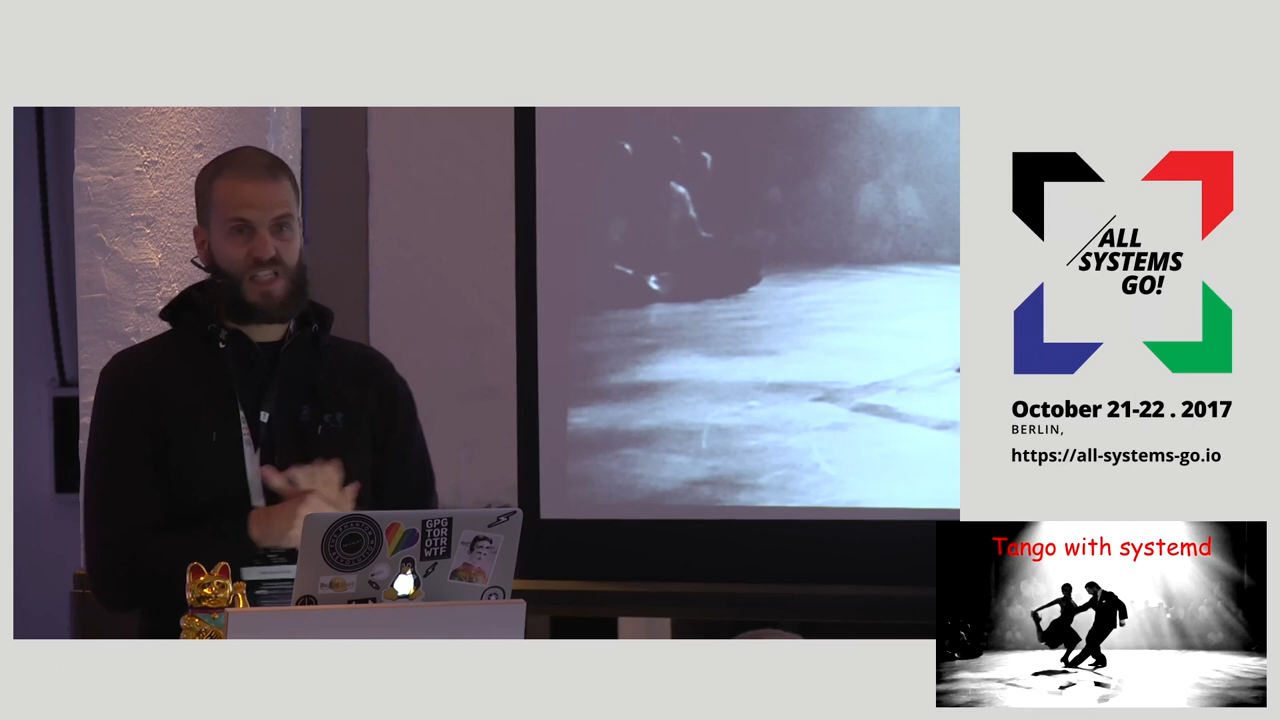 ALL
SYSTEMS
GO!
October 21-22 . 2017
BERLIN,
https://all-systems-go.io
Tango with systemd
GPG
TOR
OTR
WTF